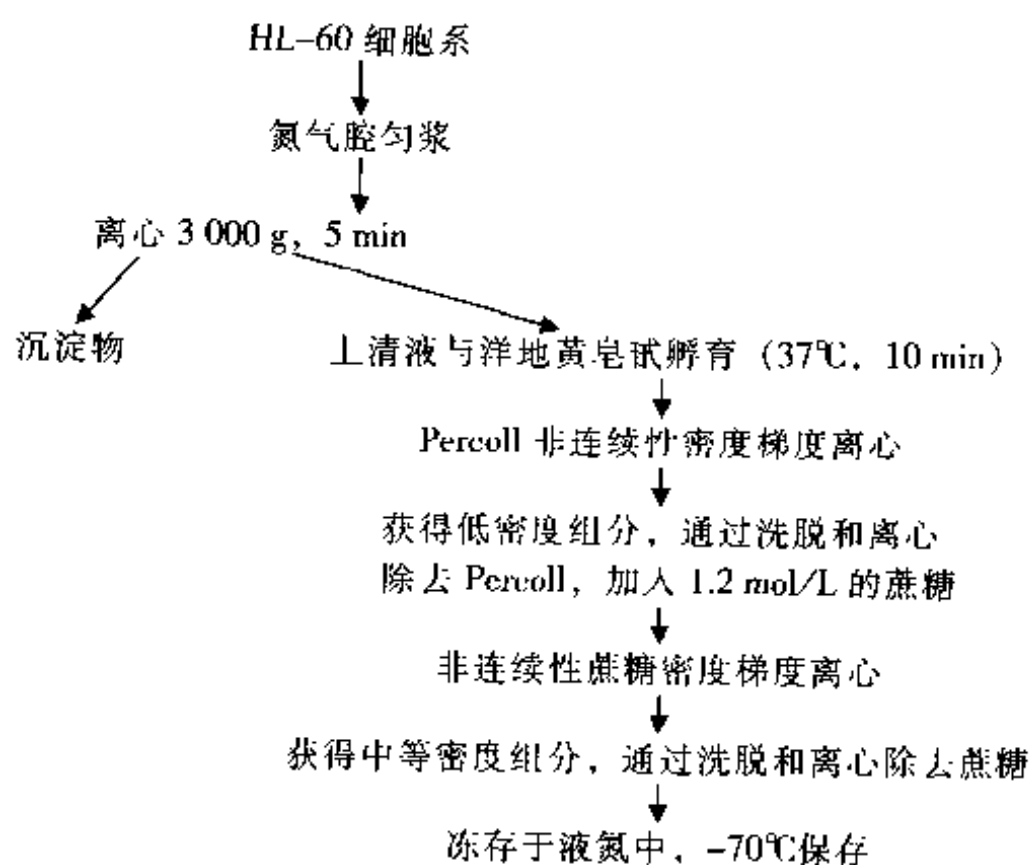 HL-60 细胞系
氮气腔匀浆
离心 3 000 g, 5 min
沉淀物
上清液与洋地黄皂甙孵育 (37℃, 10 min)
Percoll 非连续性密度梯度离心
获得低密度组分, 通过洗脱和离心
除去 Percoll, 加入 1.2 mol/L 的蔗糖
非连续性蔗糖密度梯度离心
获得中等密度组分, 通过洗脱和离心除去蔗糖
冻存于液氮中, -70℃保存